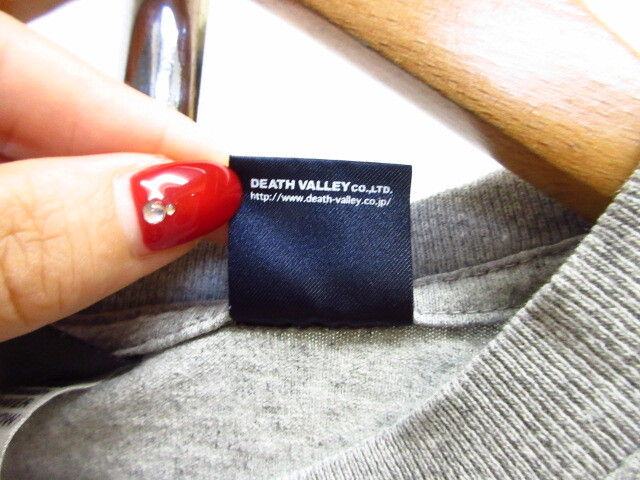 DEATH VALLEY CO.,LTD.
http://www.death-valley.co.jp/